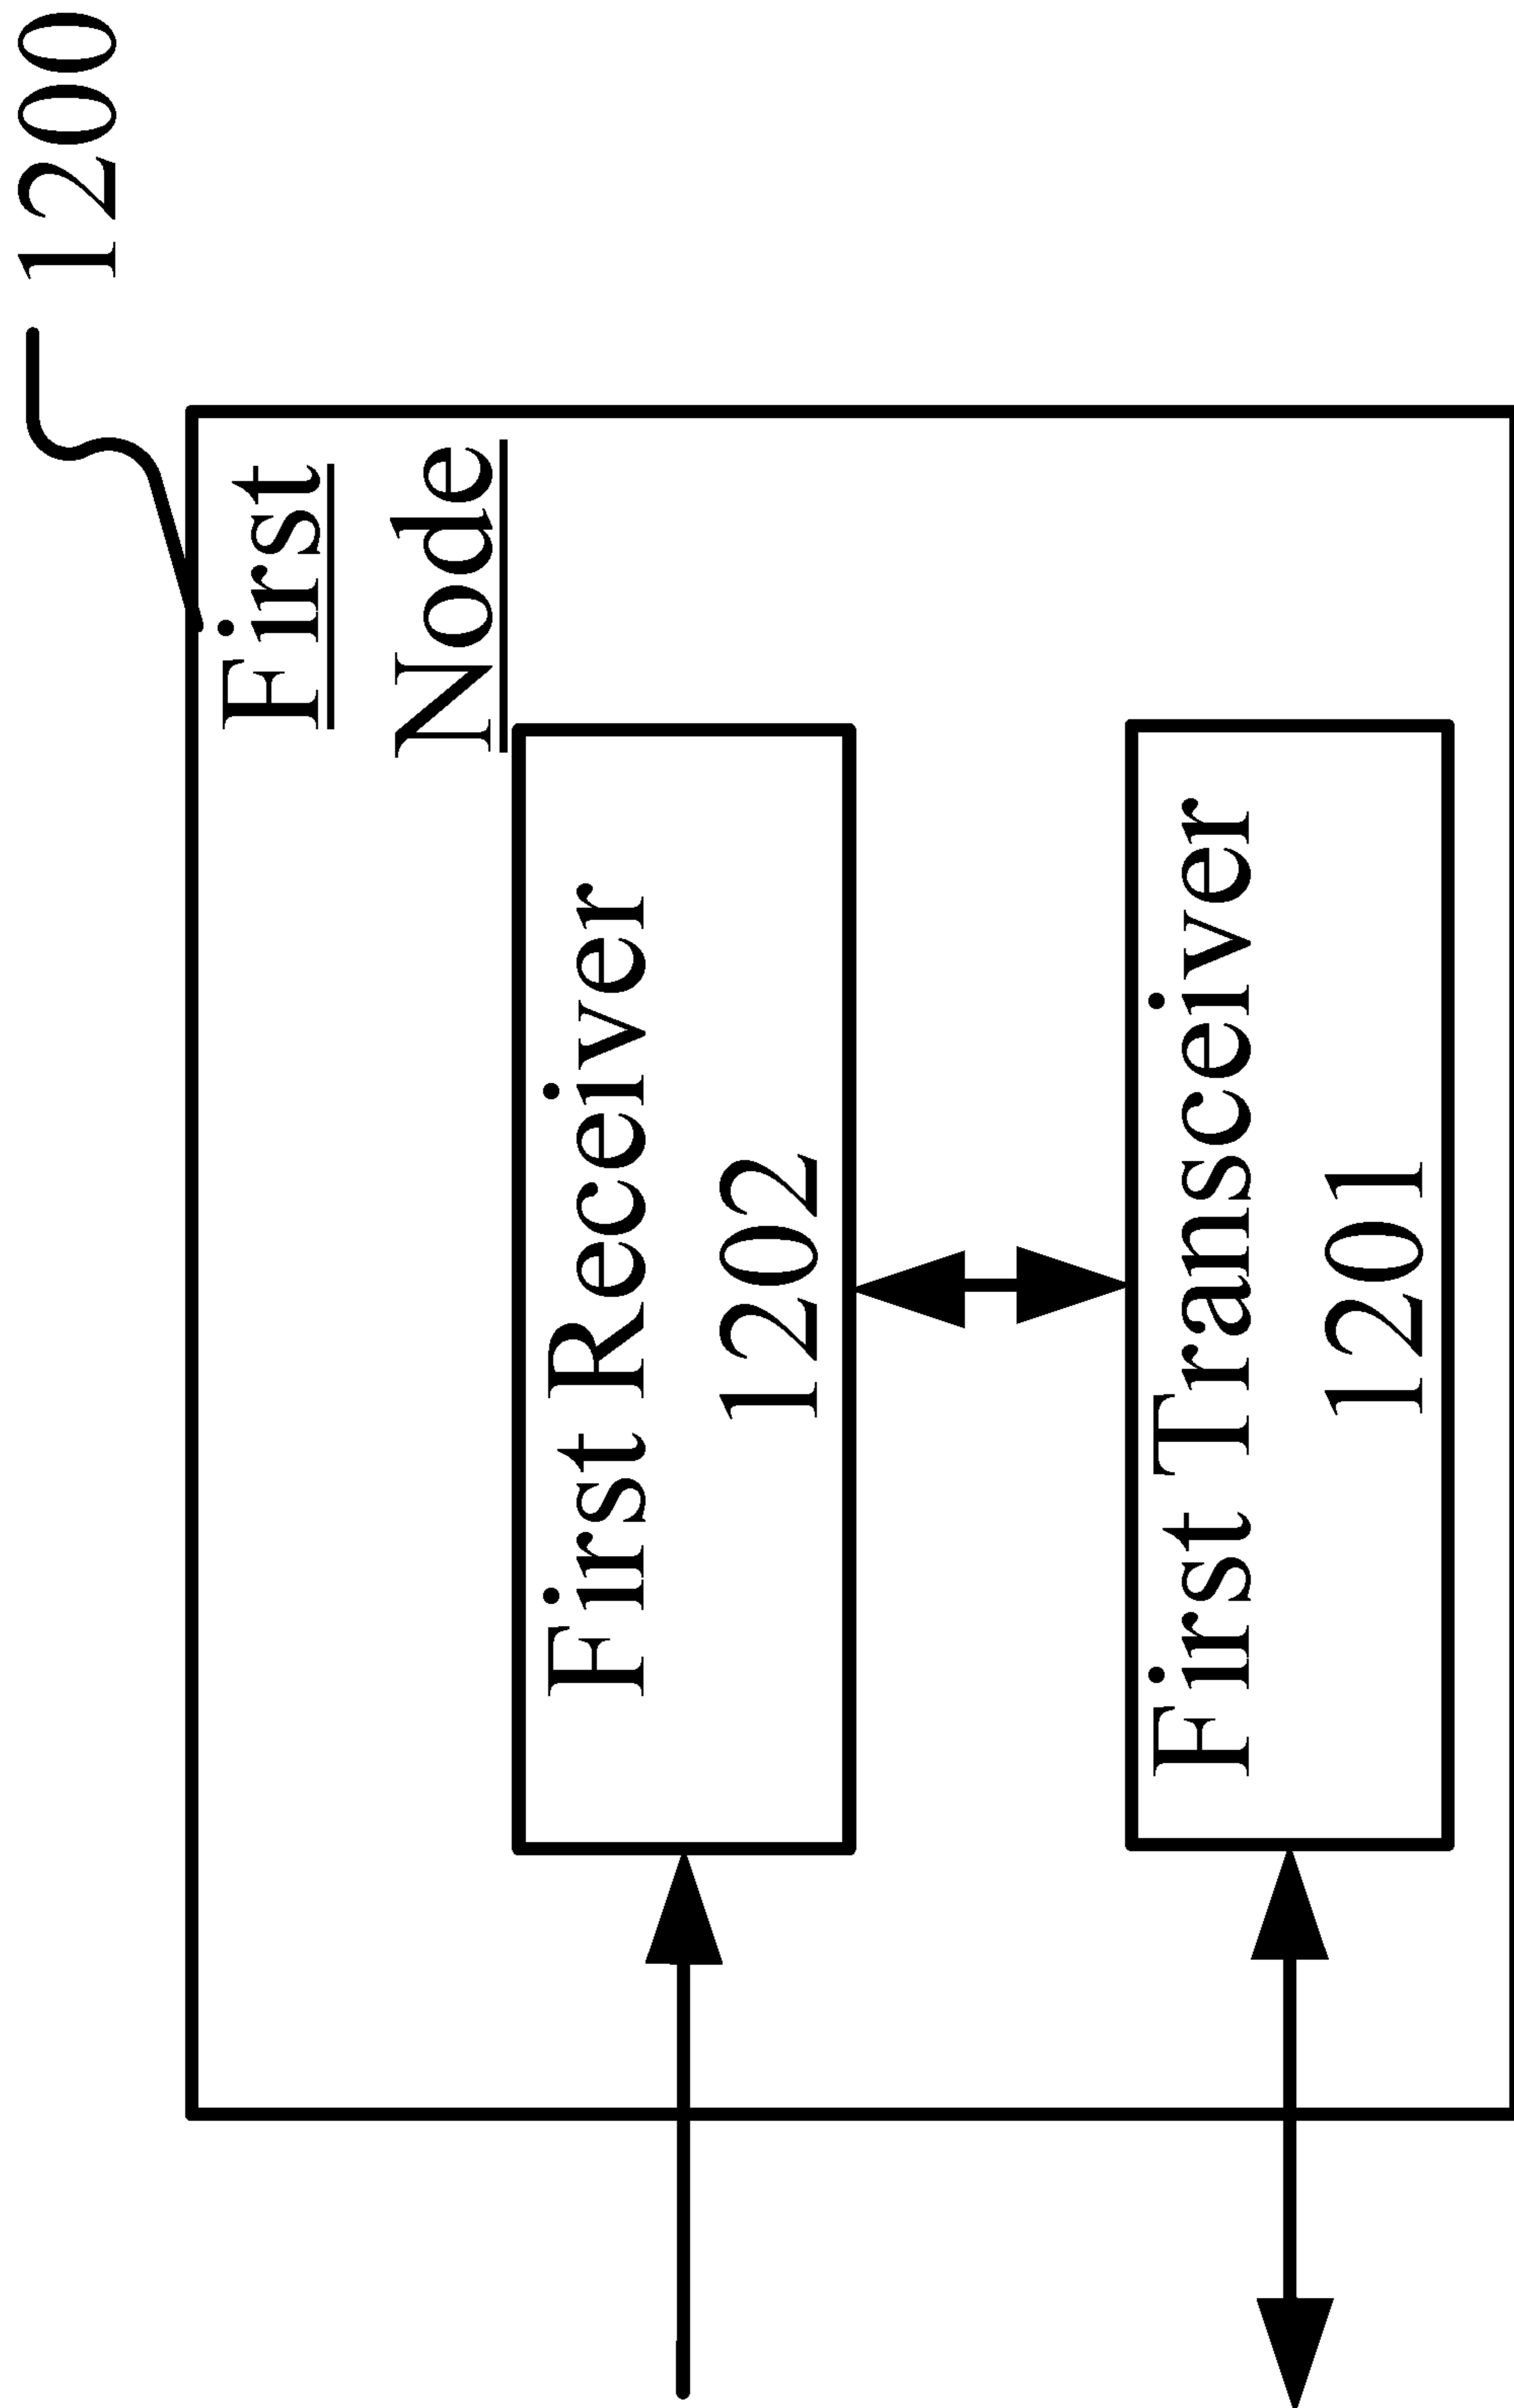 1200
First
Node
First Receiver
1202
First Transceiver
1201